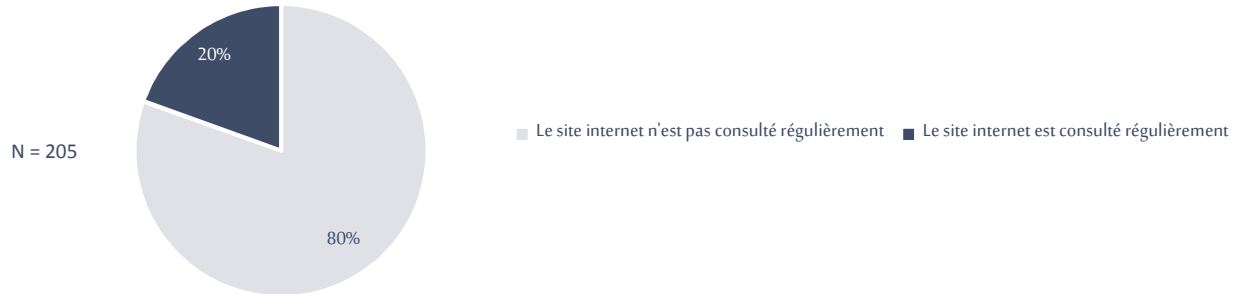 20%
N = 205
80%
Le site internet n'est pas consulté régulièrement
Le site internet est consulté régulièrement